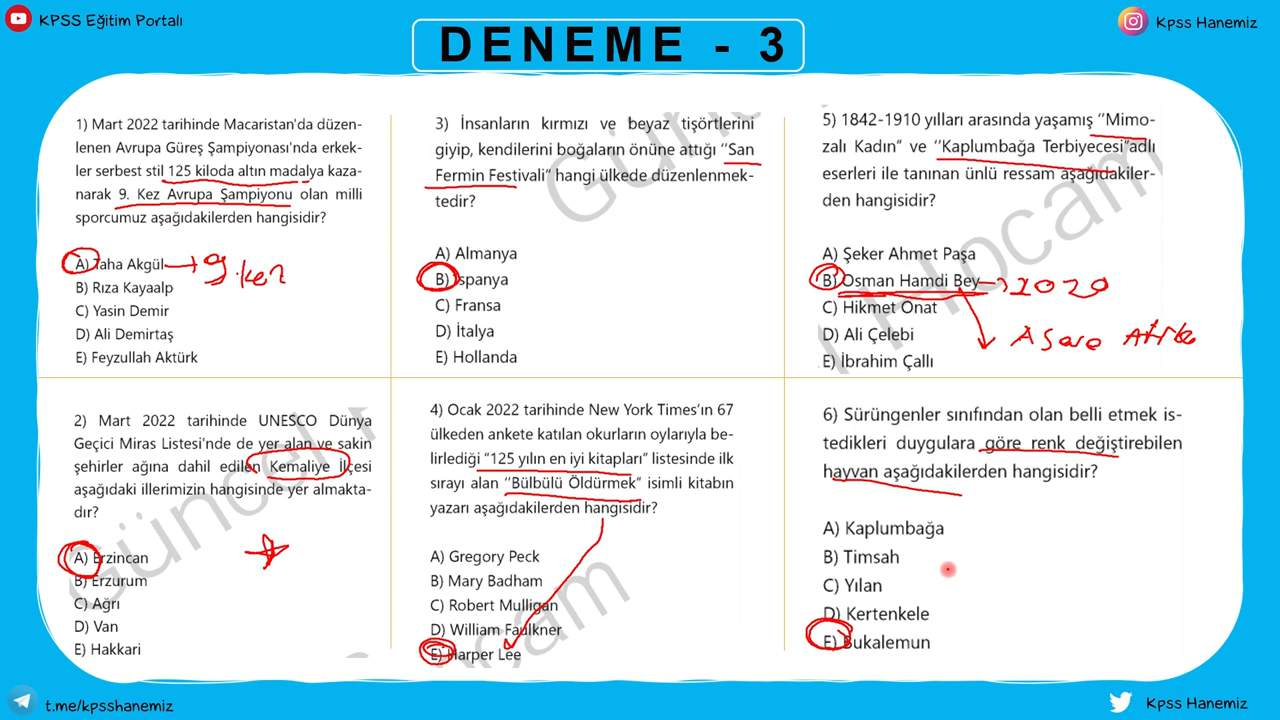 KPSS Eğitim Portalı
DENEME - 3
Kpss Hanemiz
1) Mart 2022 tarihinde Macaristan'da düzen-
lenen Avrupa Güreş Şampiyonası'nda erkek-
ler serbest stil 125 kiloda altın madalya kaza-
narak 9. Kez Avrupa Şampiyonu olan milli
sporcumuz aşağıdakilerden hangisidir?
A) Taha Akgül
9.kez
B) Rıza Kayaalp
C) Yasin Demir
D) Ali Demirtaş
E) Feyzullah Aktürk
2) Mart 2022 tarihinde UNESCO Dünya
Geçici Miras Listesi'nde de yer alan ve sakin
şehirler ağına dahil edilen Kemaliye İlçesi
aşağıdaki illerimizin hangisinde yer almakta-
dır?
A) Erzincan
B) Erzurum
C) Ağrı
D) Van
E) Hakkari
3) İnsanların kırmızı ve beyaz tişörtlerini
giyip, kendilerini boğaların önüne attığı ''San
Fermin Festivali" hangi ülkede düzenlenmek-
tedir?
A) Almanya
B) İspanya
C) Fransa
D) İtalya
E) Hollanda
4) Ocak 2022 tarihinde New York Times'ın 67
ülkeden ankete katılan okurların oylarıyla be-
lirlediği "125 yılın en iyi kitapları" listesinde ilk
sırayı alan ''Bülbülü Öldürmek" isimli kitabın
yazarı aşağıdakilerden hangisidir?
A) Gregory Peck
B) Mary Badham
C) Robert Mulligan
D) William Faulkner
E) Harper Lee
5) 1842-1910 yılları arasında yaşamış ''Mimo-
zalı Kadın" ve ''Kaplumbağa Terbiyecesi"adlı
eserleri ile tanınan ünlü ressam aşağıdakiler-
den hangisidir?
A) Şeker Ahmet Paşa
B) Osman Hamdi Bey
C) Hikmet Onat
D) Ali Çelebi
E) İbrahim Çallı
6) Sürüngenler sınıfından olan belli etmek is-
tedikleri duygulara göre renk değiştirebilen
hayvan aşağıdakilerden hangisidir?
A) Kaplumbağa
B) Timsah
C) Yılan
D) Kertenkele
E) Bukalemun
t.me/kpsshanemiz
Kpss Hanemiz